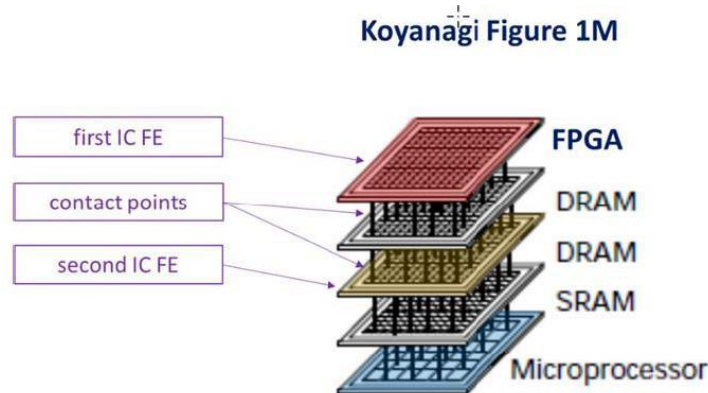 Koyanagi Figure 1M
first IC FE
FPGA
contact points
DRAM
second IC FE
DRAM
SRAM
Microprocessor